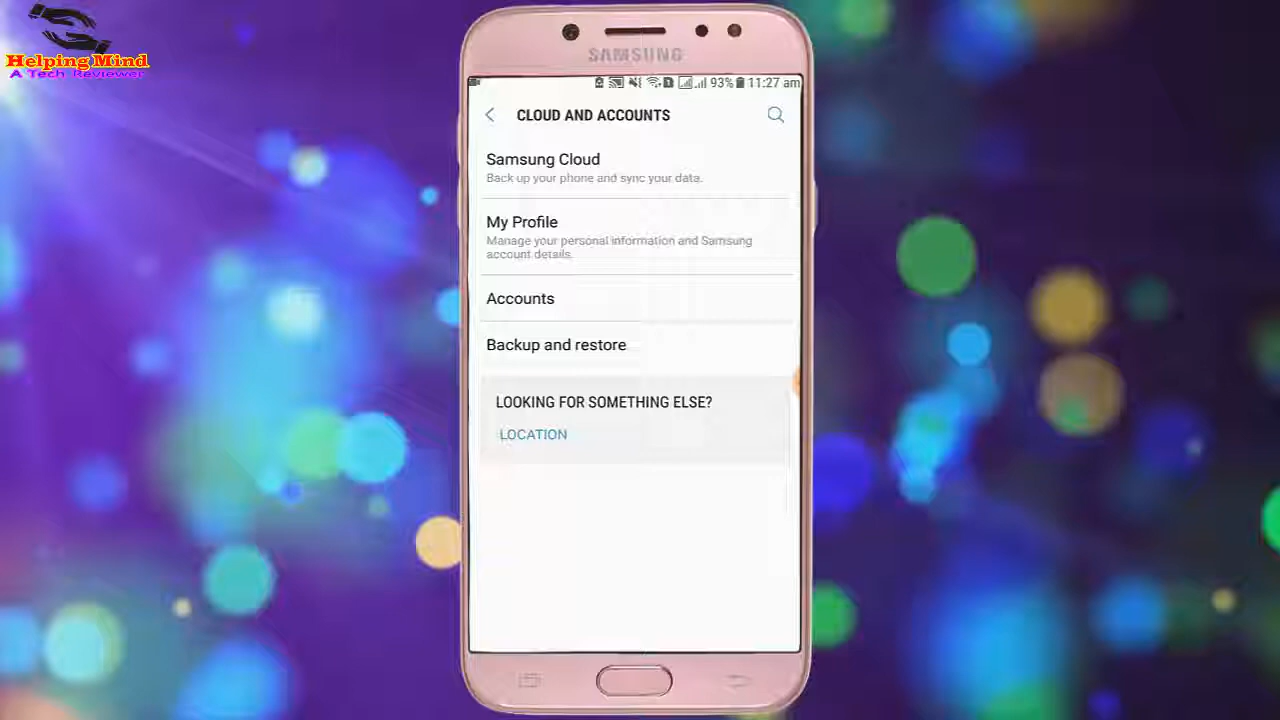 Helping Mind
A Tech Reviewer
SAMSUNG
93% 11:27 am
CLOUD AND ACCOUNTS
Samsung Cloud
Back up your phone and sync your data.
My Profile
Manage your personal information and Samsung
account details.
Accounts
Backup and restore
LOOKING FOR SOMETHING ELSE?
LOCATION